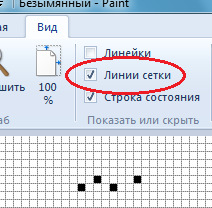 Безымянный - Paint
Вид
Линейки
Линии сетки
100
%
Строка состояния
Показать или скрыть